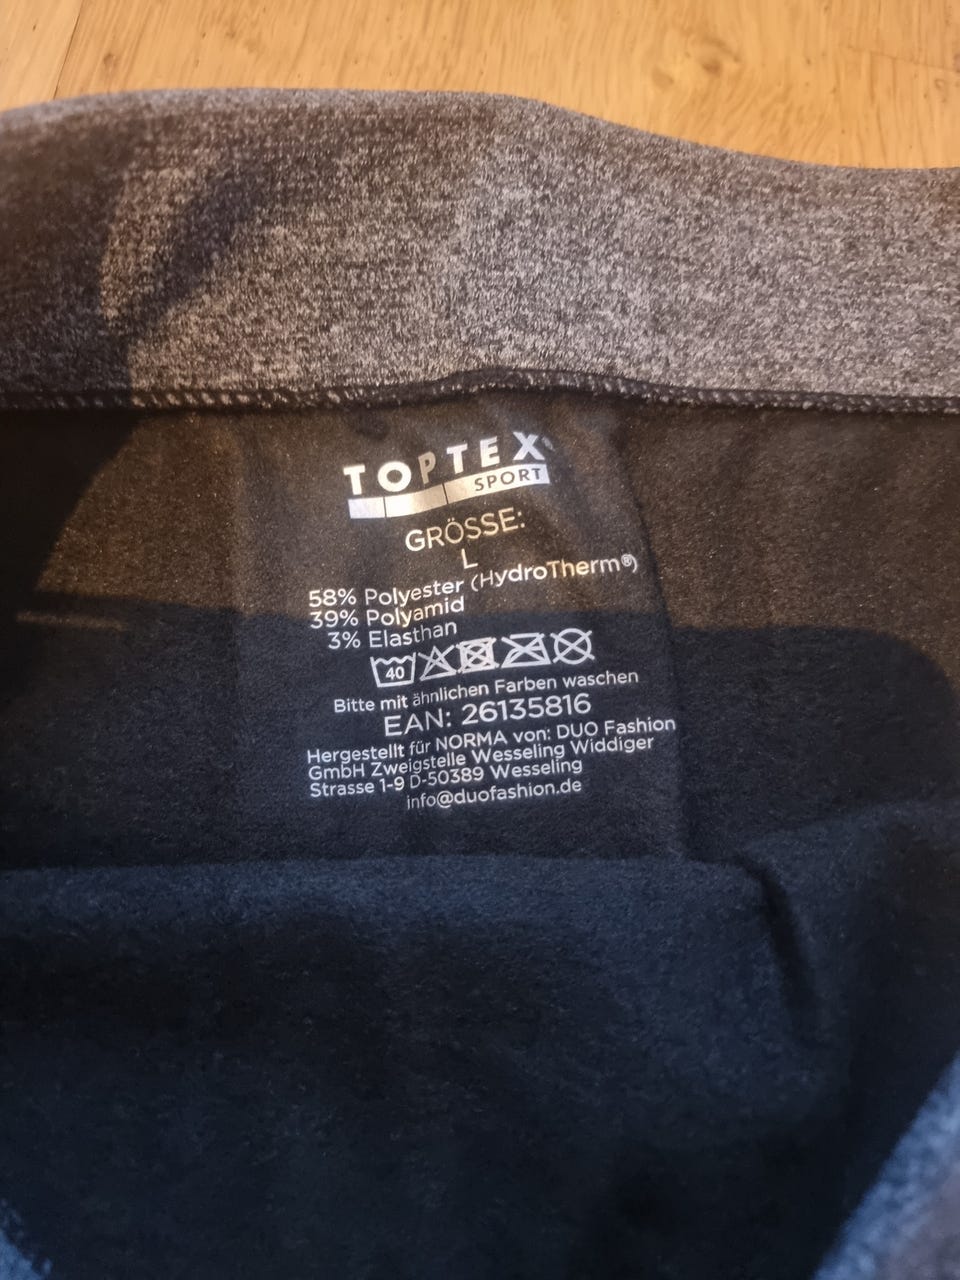 TOPTEX®
SPORT
GRÖSSE:
L
58% Polyester (HydroTherm®)
39% Polyamid
3% Elasthan
40
Bitte mit ähnlichen Farben waschen
EAN: 26135816
Hergestellt für NORMA von: DUO Fashion
GmbH Zweigstelle Wesseling Widdiger
Strasse 1-9 D-50389 Wesseling
info@duofashion.de